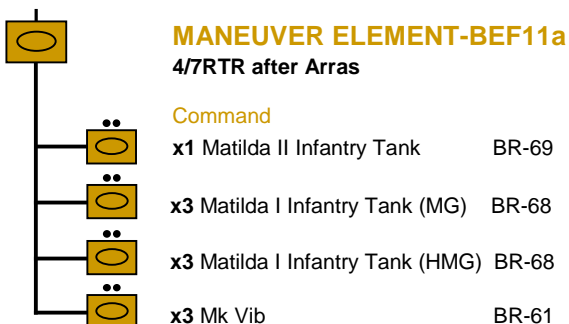 MANEUVER ELEMENT-BEF11a
4/7RTR after Arras
Command
x1 Matilda II Infantry Tank BR-69
x3 Matilda I Infantry Tank (MG) BR-68
x3 Matilda I Infantry Tank (HMG) BR-68
x3 Mk Vib BR-61